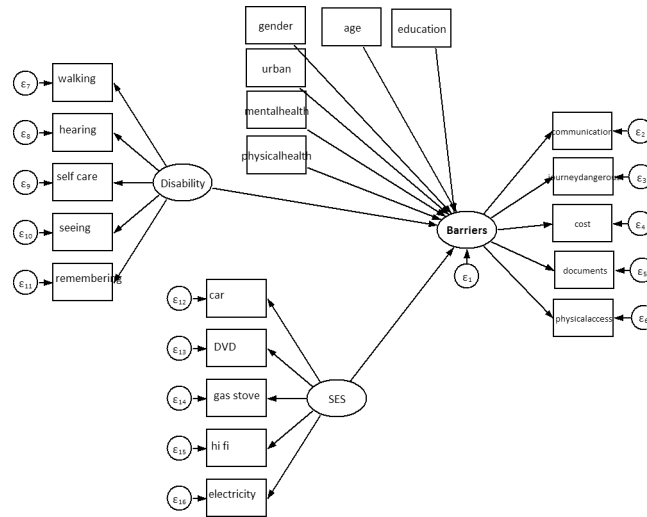 gender
age
education
urban
mentalhealth
physicalhealth
ε7
walking
ε8
hearing
ε9
self care
ε10
seeing
ε11
remembering
Disability
Barriers
ε1
communication
ε2
journeydangerou
ε3
cost
ε4
documents
ε5
physicalaccess
ε6
ε12
car
ε13
DVD
ε14
gas stove
ε15
hi fi
ε16
electricity
SES